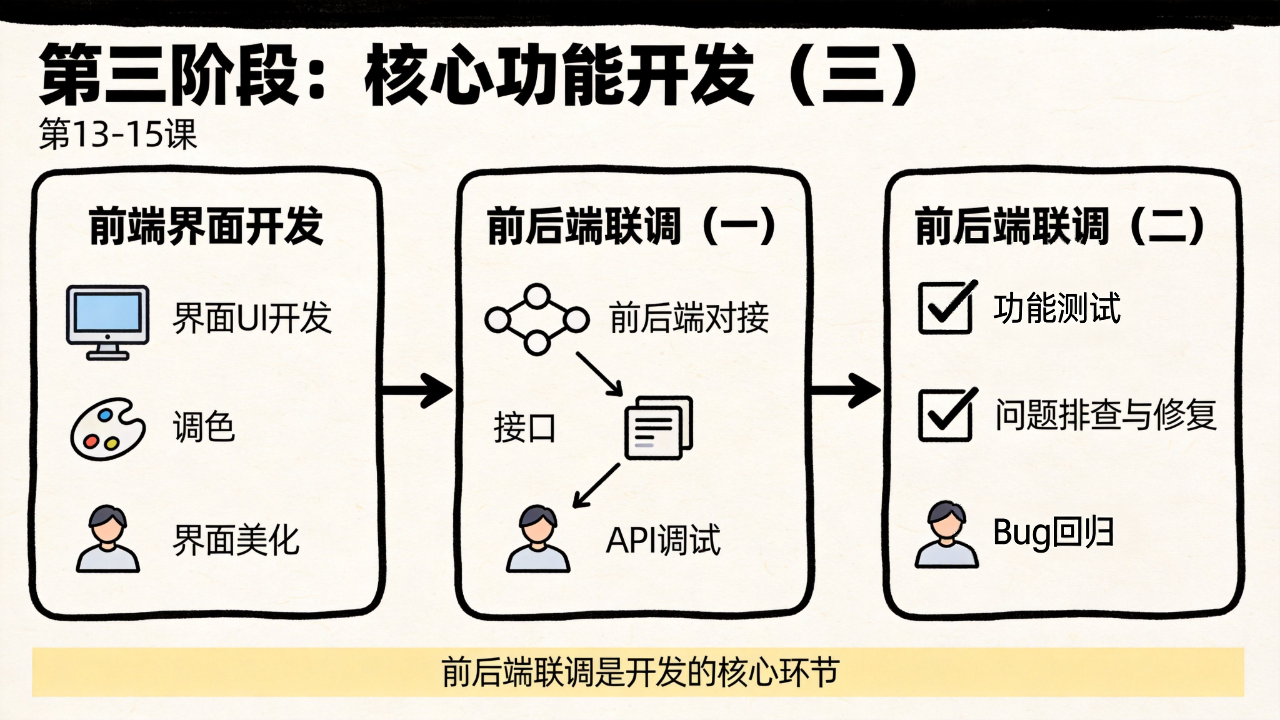 第三阶段：核心功能开发（三）
第13-15课
前端界面开发
界面UI开发
调色
界面美化
前后端联调（一）
前后端对接
接口
API调试
前后端联调（二）
功能测试
问题排查与修复
Bug回归
前后端联调是开发的核心环节